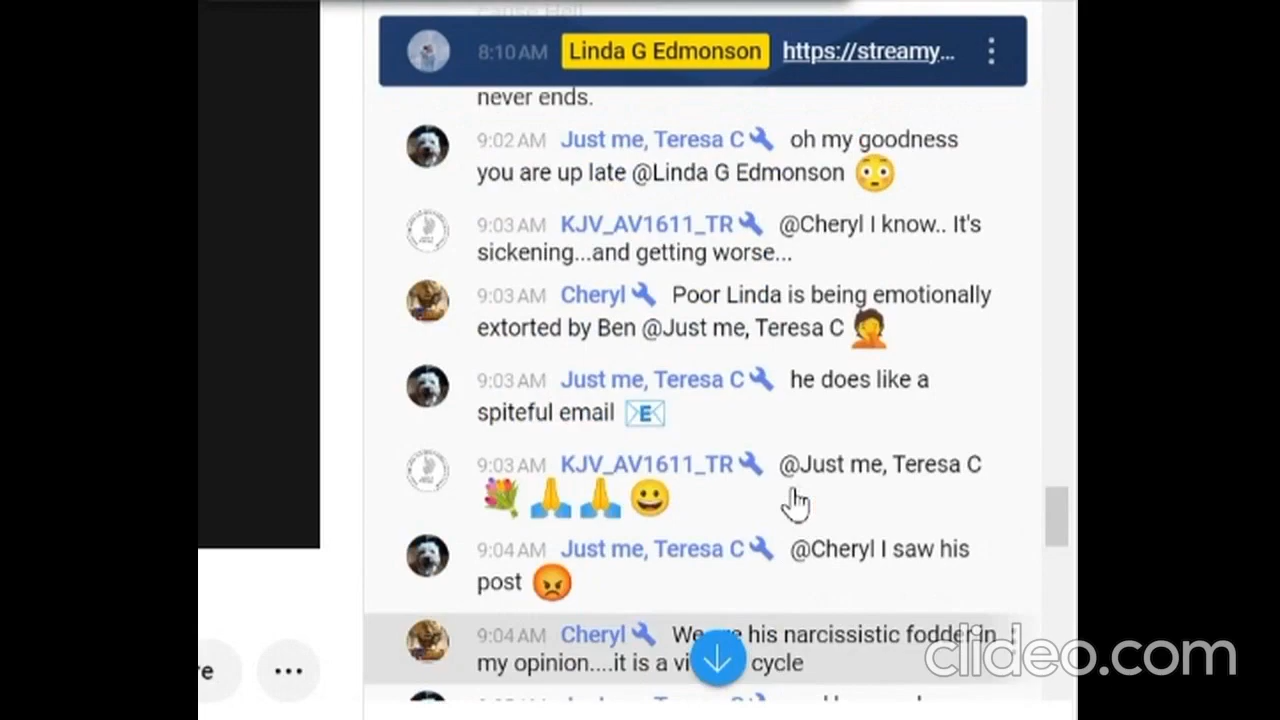 cause Hell
8:10 AM Linda G Edmonson https://streamy...
never ends.
9:02 AM Just me, Teresa C oh my goodness
you are up late @Linda G Edmonson 😳
9:03 AM KJV_AV1611_TR @Cheryl I know.. It's
sickening...and getting worse...
9:03 AM Cheryl Poor Linda is being emotionally
extorted by Ben @Just me, Teresa C 🤦
9:03 AM Just me, Teresa C he does like a
spiteful email 📧
9:03 AM KJV_AV1611_TR @Just me, Teresa C
💐🙏🙏😀
9:04 AM Just me, Teresa C @Cheryl I saw his
post 😡
re
9:04 AM Cheryl We his narcissistic fodder in
my opinion....it is a cycle
clideo.com